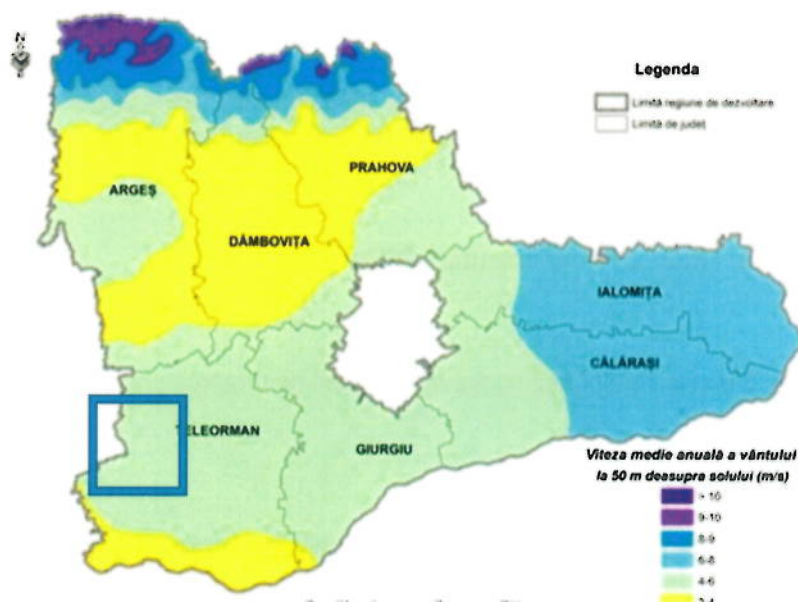 N
Legenda
Limită regiune de dezvoltare
Limită de județ
PRAHOVA
ARGEȘ
DÂMBOVIȚA
IALOMIȚA
CĂLĂRAȘI
TELEORMAN
GIURGIU
Viteza medie anuală a vântului
la 50 m deasupra solului (m/s)
> 10
9-10
8-9
6-8
4-6